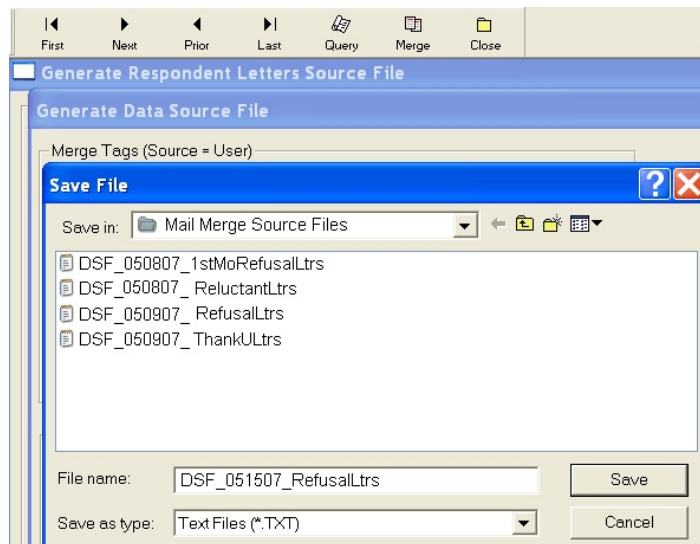 First Next Prior Last Query Merge Close
Generate Respondent Letters Source File
Generate Data Source File
Merge Tags (Source = User)
Save File
Save in: Mail Merge Source Files
DSF_050807_1stMoRefusalLtrs
DSF_050807_ ReluctantLtrs
DSF_050907_ RefusalLtrs
DSF_050907_ ThankULtrs
File name: DSF_051507_RefusalLtrs Save
Save as type: Text Files (*.TXT) Cancel